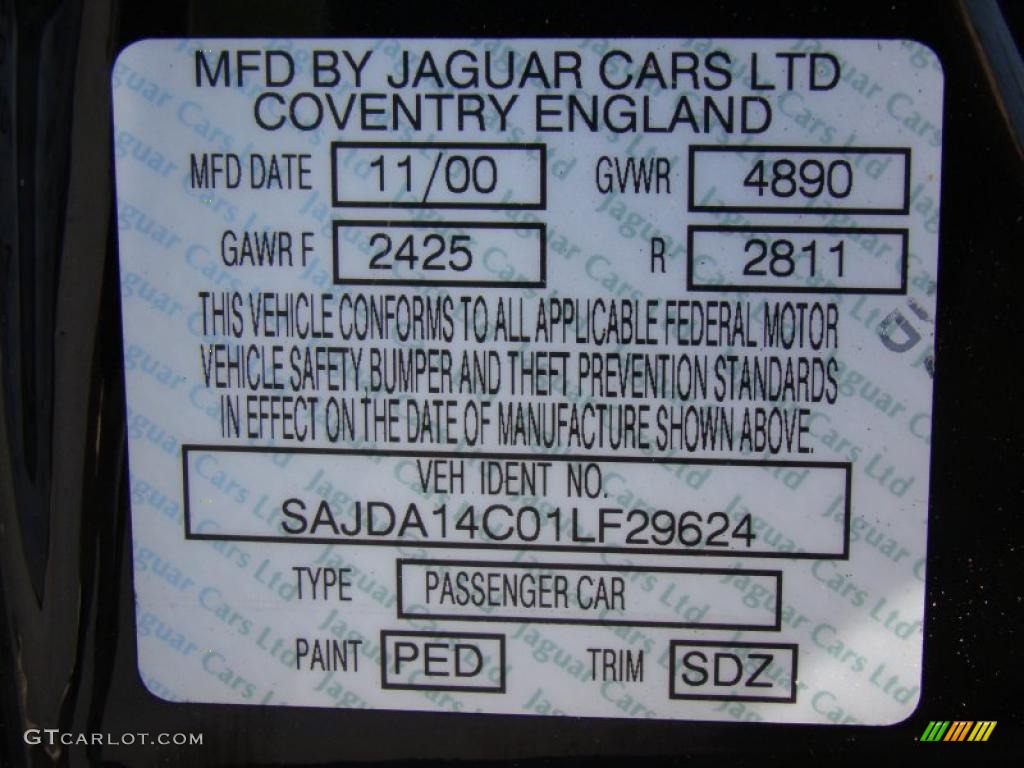 MFD BY JAGUAR CARS LTD
COVENTRY ENGLAND
MFD DATE 11/00 GVWR 4890
GAWR F 2425 R 2811
THIS VEHICLE CONFORMS TO ALL APPLICABLE FEDERAL MOTOR
VEHICLE SAFETY, BUMPER AND THEFT PREVENTION STANDARDS
IN EFFECT ON THE DATE OF MANUFACTURE SHOWN ABOVE.
VEH IDENT NO.
SAJDA14C01LF29624
TYPE PASSENGER CAR
PAINT PED TRIM SDZ
GTCARLOT.COM